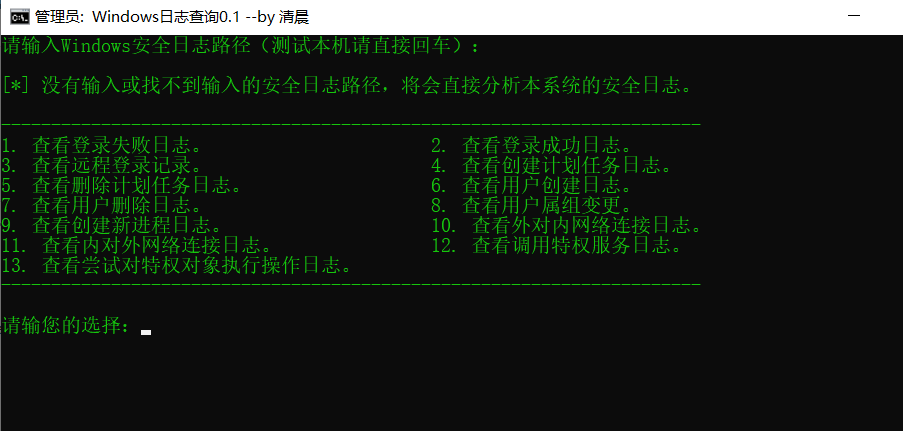 管理员: Windows日志查询0.1 --by 清晨
请输入Windows安全日志路径（测试本机请直接回车）：
[*] 没有输入或找不到输入的安全日志路径，将会直接分析本系统的安全日志。
----------------------------------------------------------------------
1. 查看登录失败日志。 2. 查看登录成功日志。
3. 查看远程登录记录。 4. 查看创建计划任务日志。
5. 查看删除计划任务日志。 6. 查看用户创建日志。
7. 查看用户删除日志。 8. 查看用户属组变更。
9. 查看创建新进程日志。 10. 查看外对内网络连接日志。
11. 查看内对外网络连接日志。 12. 查看调用特权服务日志。
13. 查看尝试对特权对象执行操作日志。
----------------------------------------------------------------------
请输您的选择：